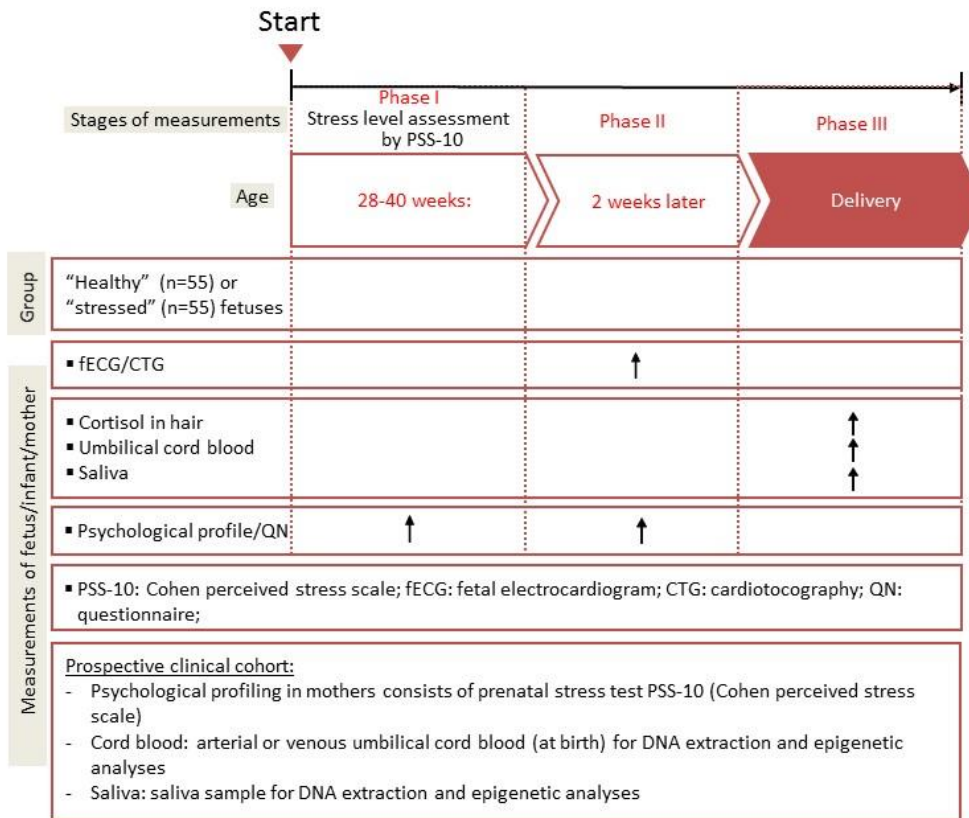 Start
Phase I
Stages of measurements
Stress level assessment
by PSS-10
Phase II
Phase III
Age
28-40 weeks:
2 weeks later
Delivery
Group
“Healthy” (n=55) or
“stressed” (n=55) fetuses
Measurements of fetus/infant/mother
▪ fECG/CTG
▪ Cortisol in hair
▪ Umbilical cord blood
▪ Saliva
▪ Psychological profile/QN
▪ PSS-10: Cohen perceived stress scale; fECG: fetal electrocardiogram; CTG: cardiotocography; QN:
questionnaire;
Prospective clinical cohort:
- Psychological profiling in mothers consists of prenatal stress test PSS-10 (Cohen perceived stress
scale)
- Cord blood: arterial or venous umbilical cord blood (at birth) for DNA extraction and epigenetic
analyses
- Saliva: saliva sample for DNA extraction and epigenetic analyses